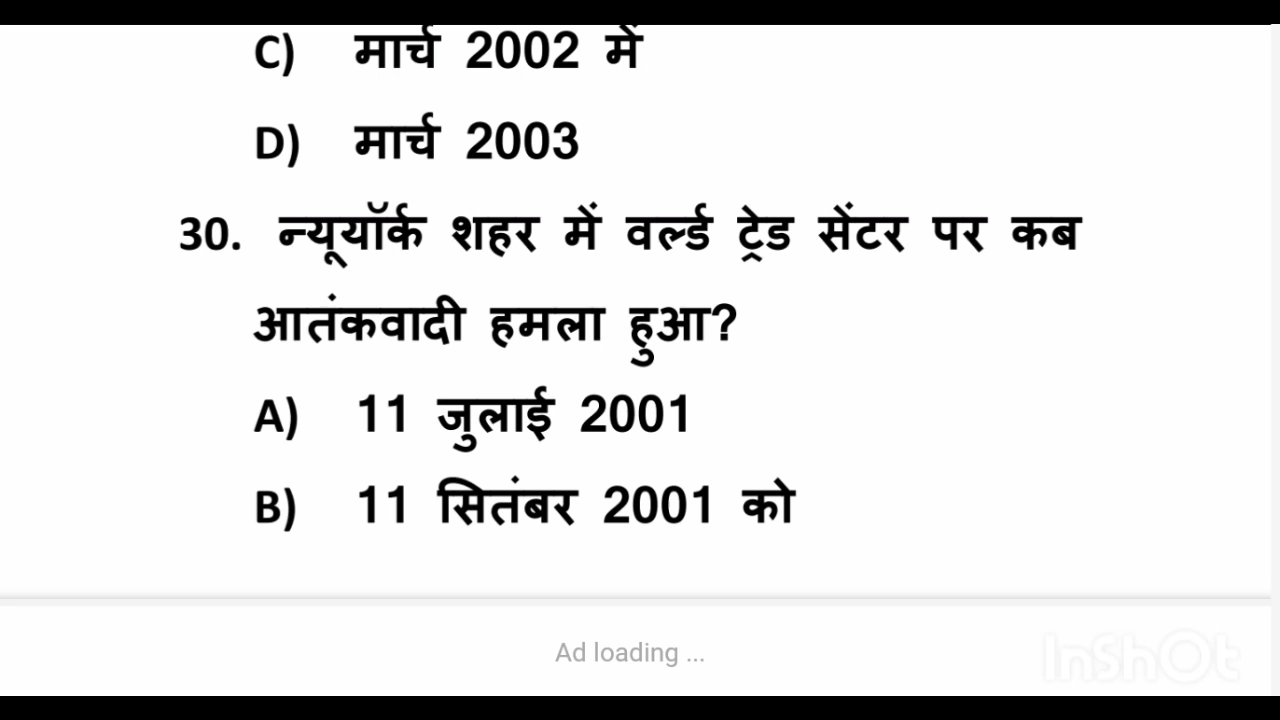 C) मार्च 2002 में
D) मार्च 2003
30. न्यूयॉर्क शहर में वर्ल्ड ट्रेड सेंटर पर कब
आतंकवादी हमला हुआ?
A) 11 जुलाई 2001
B) 11 सितंबर 2001 को
Ad loading ...
InShOt